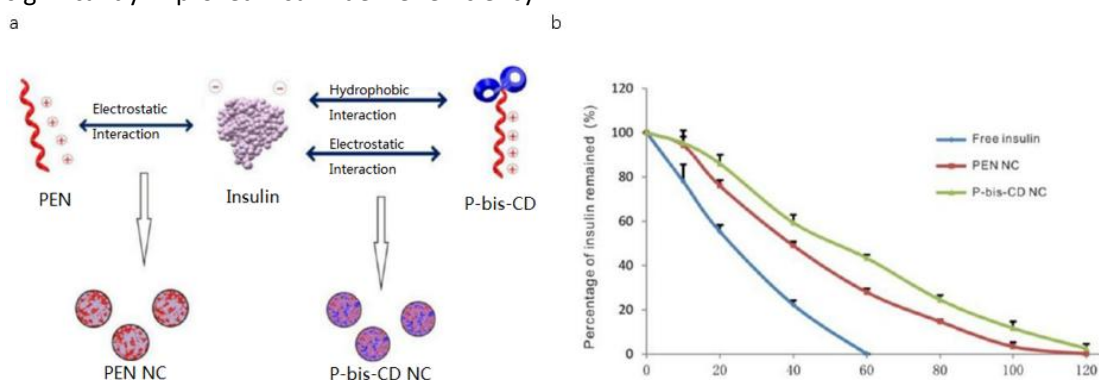 a
b
PEN
Electrostatic
Interaction
Insulin
Hydrophobic
Interaction
Electrostatic
Interaction
P-bis-CD
PEN NC
P-bis-CD NC
Percentage of insulin remained (%)
120
100
80
60
40
20
0
Free insulin
PEN NC
P-bis-CD NC
0 20 40 60 80 100 120